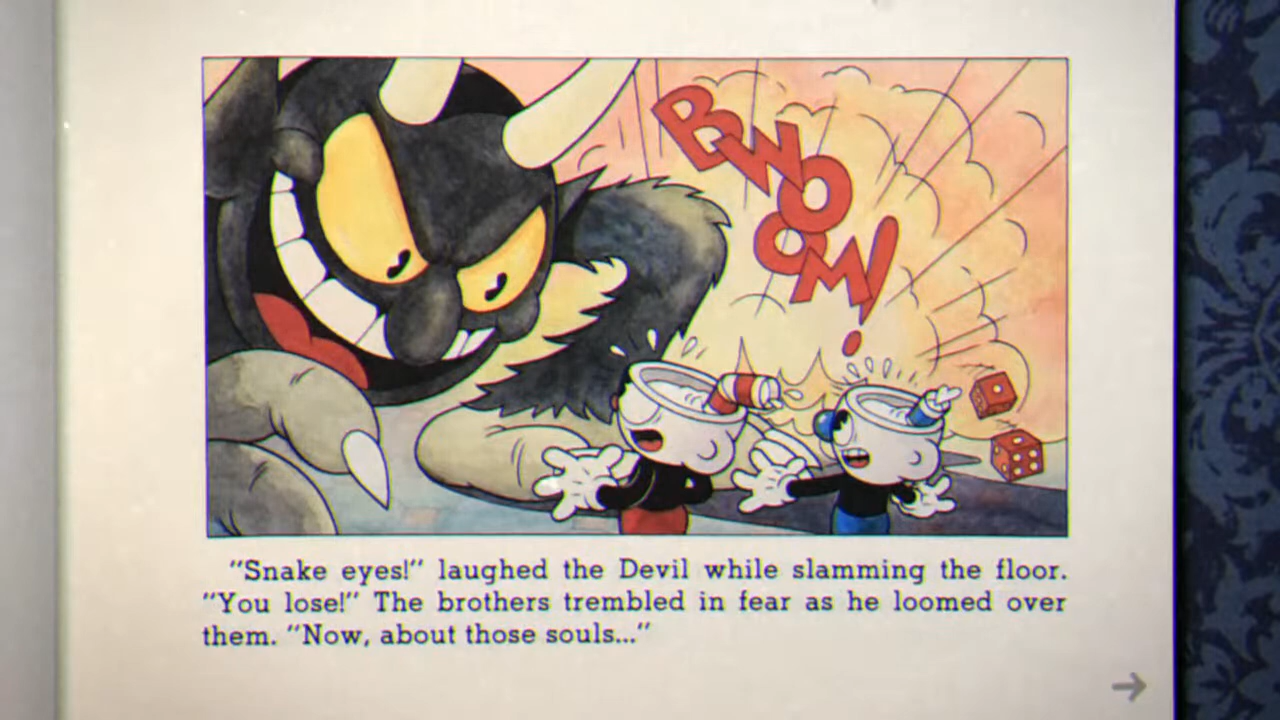 BWOOM!
“Snake eyes!” laughed the Devil while slamming the floor.
“You lose!” The brothers trembled in fear as he loomed over
them. “Now, about those souls...”